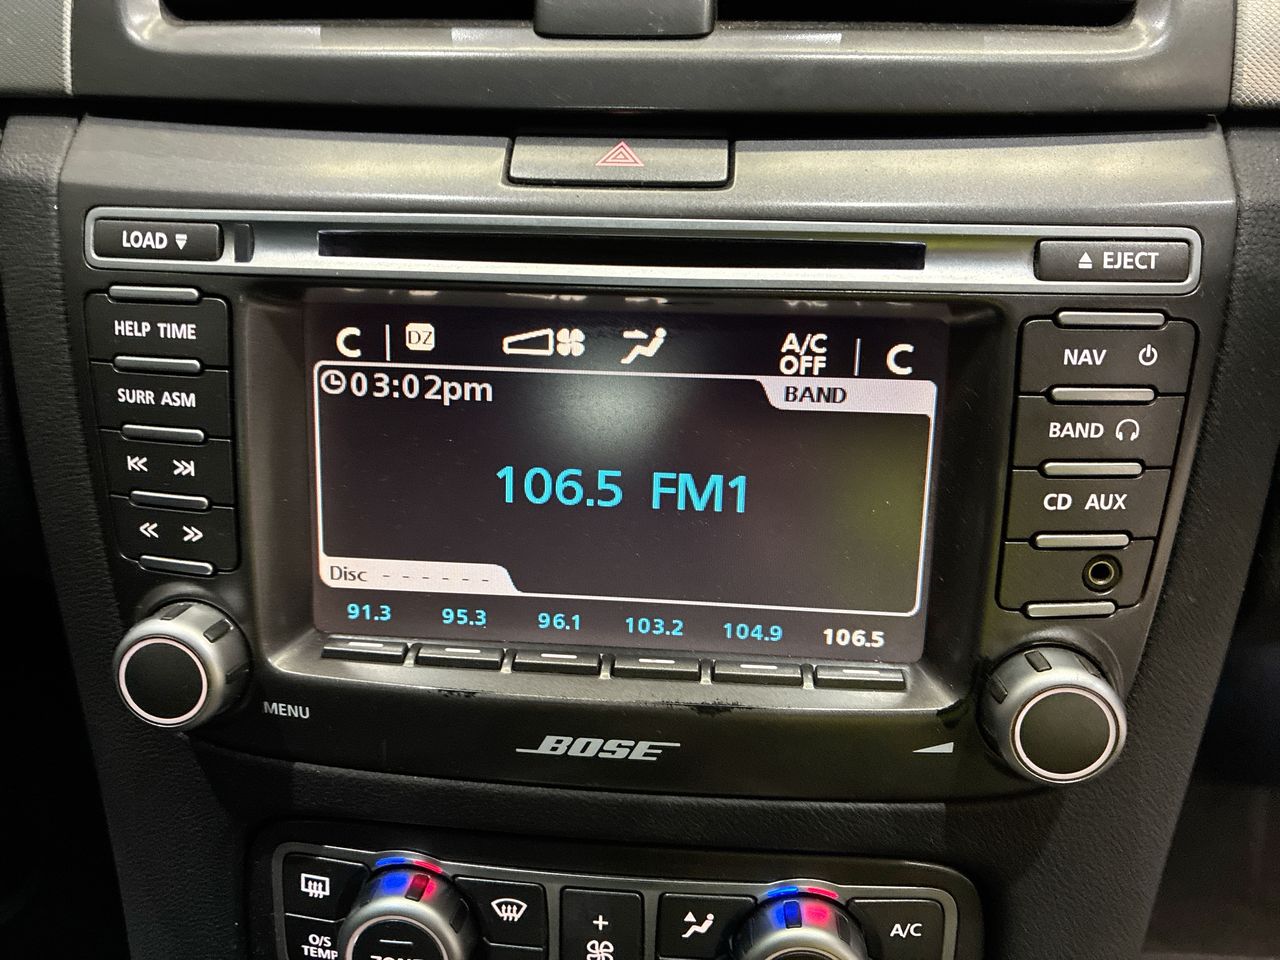 LOAD
EJECT
HELP TIME
SURR ASM
NAV
BAND
CD AUX
C
DZ
A/C OFF
C
03:02pm
BAND
106.5 FM1
Disc - - - - - -
91.3 95.3 96.1 103.2 104.9 106.5
MENU
BOSE
O/S
TEMP
ZONE
+
A/C